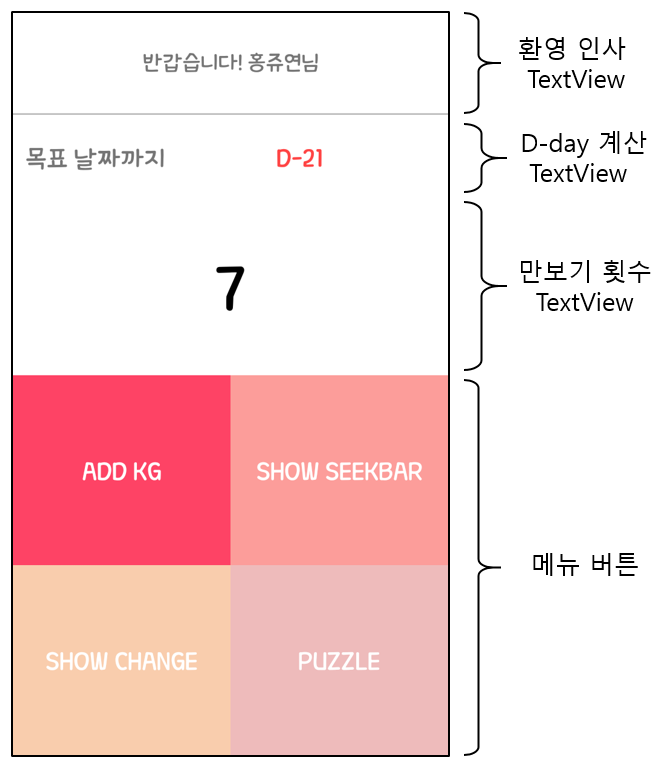 반갑습니다! 홍쥬연님
환영 인사
TextView
목표 날짜까지 D-21
D-day 계산
TextView
7
만보기 횟수
TextView
ADD KG SHOW SEEKBAR
SHOW CHANGE PUZZLE
메뉴 버튼